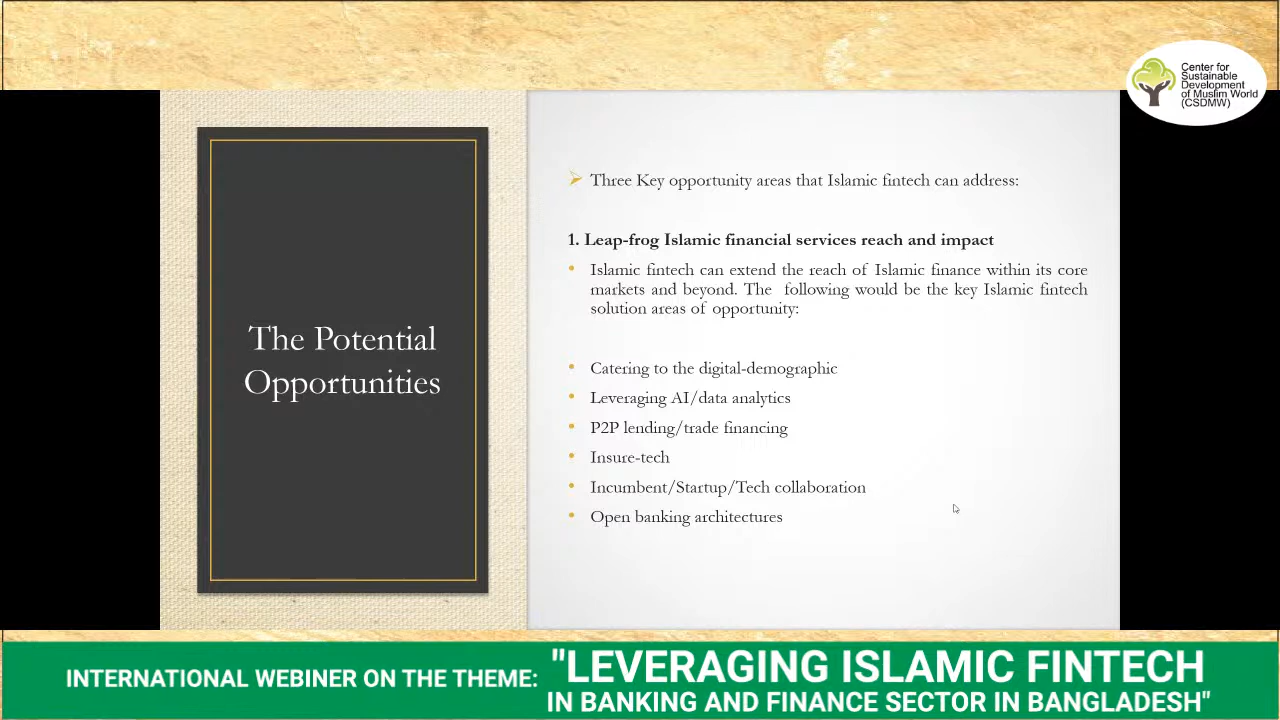 Center for
Sustainable
Development
of Muslim World
(CSDMW)
The Potential
Opportunities
Three Key opportunity areas that Islamic fintech can address:
1. Leap-frog Islamic financial services reach and impact
Islamic fintech can extend the reach of Islamic finance within its core
markets and beyond. The following would be the key Islamic fintech
solution areas of opportunity:
Catering to the digital-demographic
Leveraging AI/data analytics
P2P lending/trade financing
Insure-tech
Incumbent/Startup/Tech collaboration
Open banking architectures
INTERNATIONAL WEBINER ON THE THEME: "LEVERAGING ISLAMIC FINTECH
IN BANKING AND FINANCE SECTOR IN BANGLADESH"